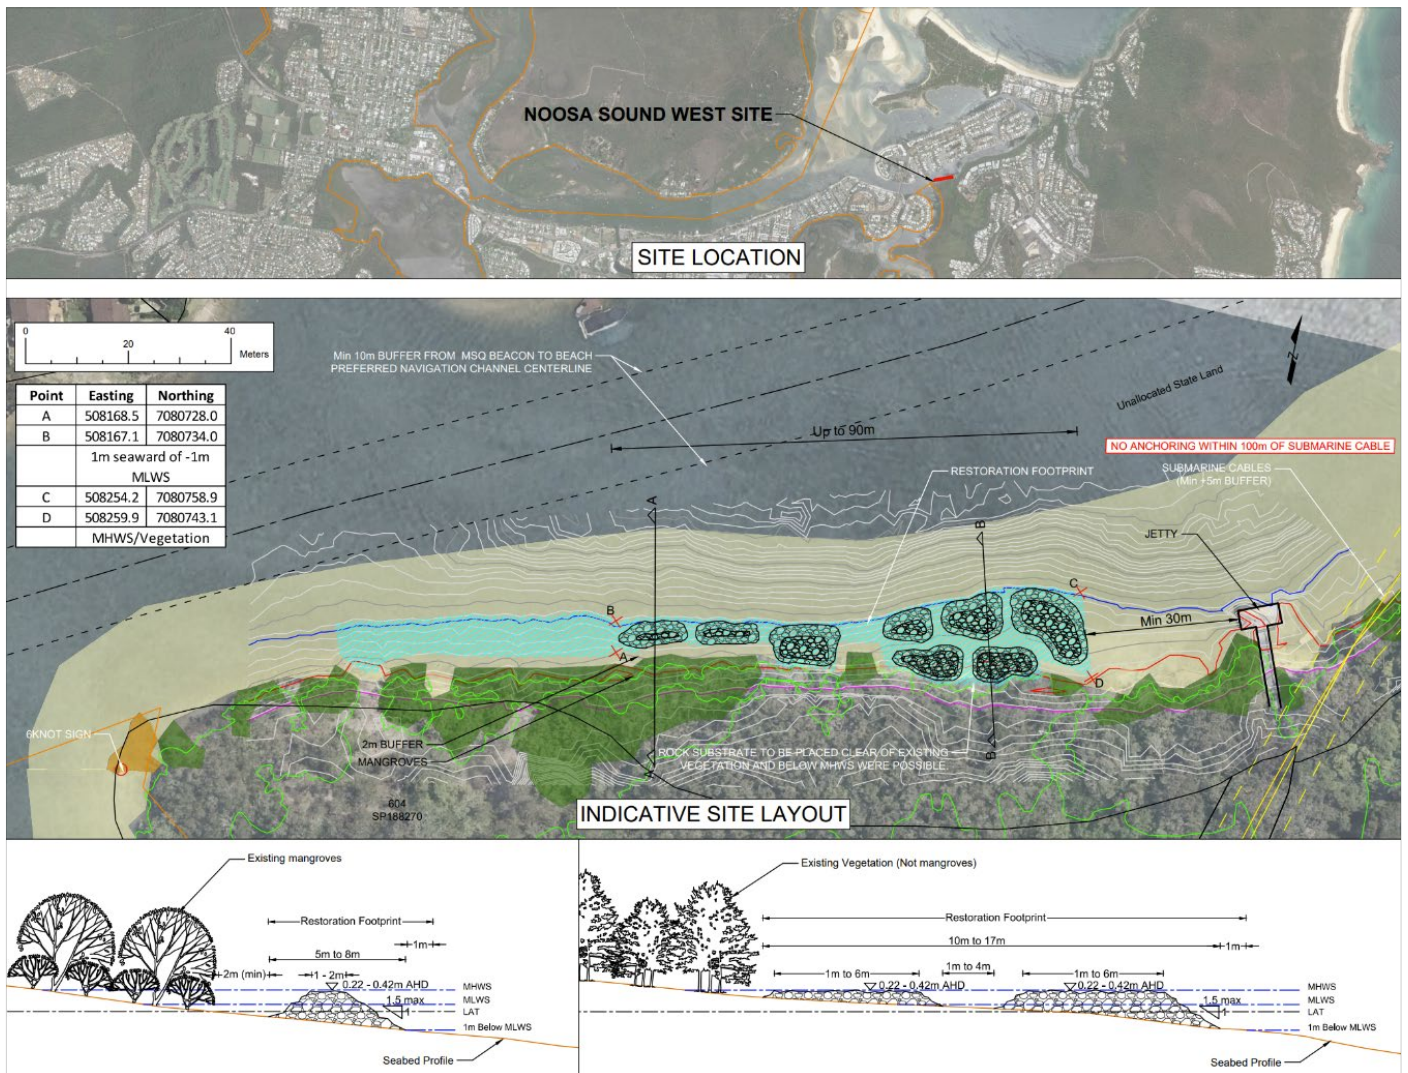 NOOSA SOUND WEST SITE
SITE LOCATION
0
20
40
Meters
Point Easting Northing
A 508168.5 7080728.0
B 508167.1 7080734.0
1m seaward of -1m
MLWS
C 508254.2 7080758.9
D 508259.9 7080743.1
MHWS/Vegetation
Min 10m BUFFER FROM MSQ BEACON TO BEACH
PREFERRED NAVIGATION CHANNEL CENTERLINE
Up to 90m
Unallocated State Land
Z
NO ANCHORING WITHIN 100m OF SUBMARINE CABLE
RESTORATION FOOTPRINT
SUBMARINE CABLES
(Min +5m BUFFER)
A
B
JETTY
B
C
Min 30m
A
D
6KNOT SIGN
2m BUFFER
MANGROVES
ROCK SUBSTRATE TO BE PLACED CLEAR OF EXISTING
VEGETATION AND BELOW MHWS WERE POSSIBLE
A
B
604
SP188270
INDICATIVE SITE LAYOUT
Existing mangroves
Restoration Footprint
1m
5m to 8m
2m (min)
1 - 2m
0.22 - 0.42m AHD
MHWS
1.5 max
MLWS
1
LAT
1m Below MLWS
Seabed Profile
Existing Vegetation (Not mangroves)
Restoration Footprint
10m to 17m
1m
1m to 6m
1m to 4m
1m to 6m
0.22 - 0.42m AHD
0.22 - 0.42m AHD
MHWS
1.5 max
MLWS
1
LAT
1m Below MLWS
Seabed Profile